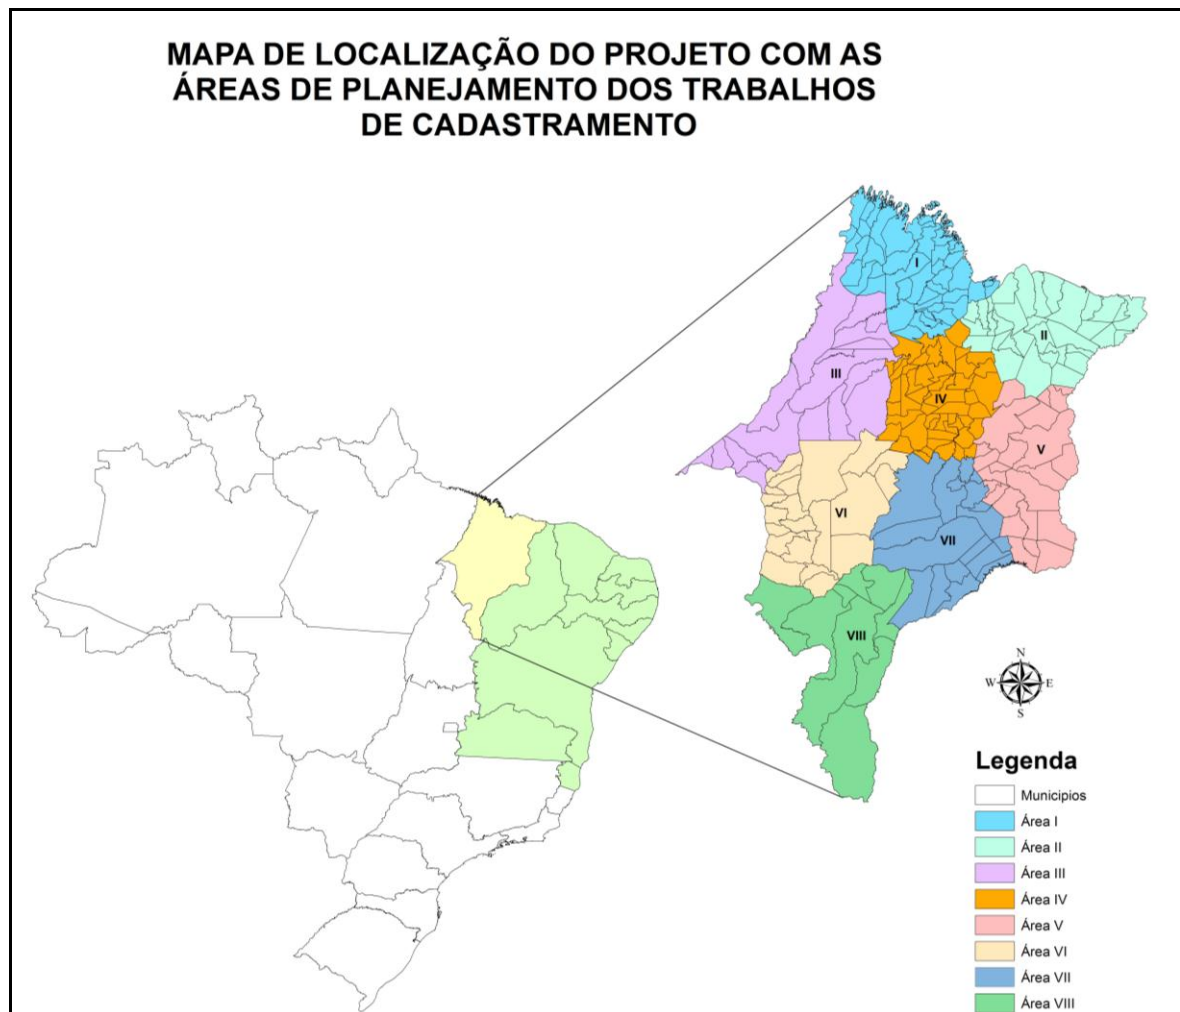 MAPA DE LOCALIZAÇÃO DO PROJETO COM AS
ÁREAS DE PLANEJAMENTO DOS TRABALHOS
DE CADASTRAMENTO
I
II
III
IV
V
VI
VII
VIII
N
W E
S
Legenda
Municipios
Área I
Área II
Área III
Área IV
Área V
Área VI
Área VII
Área VIII